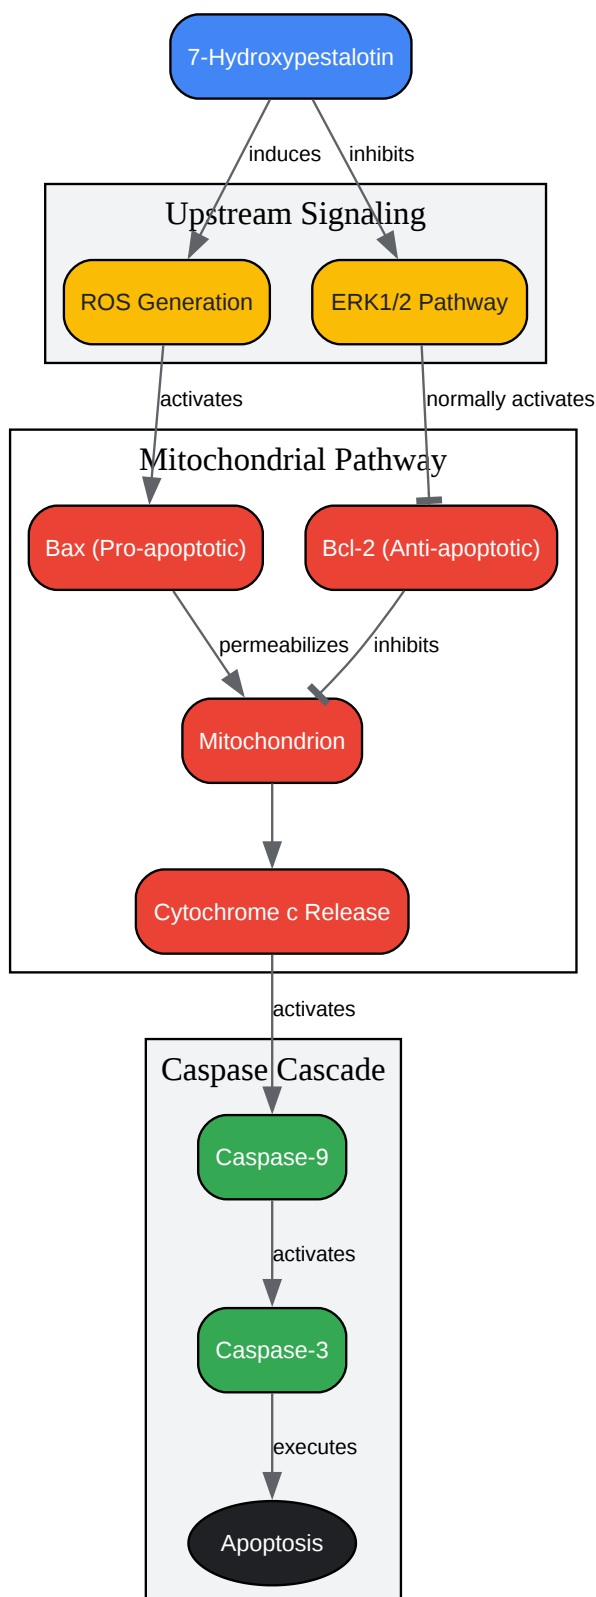 7-Hydroxypestalotin
induces
inhibits
Upstream Signaling
ROS Generation
ERK1/2 Pathway
activates
normally activates
Mitochondrial Pathway
Bax (Pro-apoptotic)
Bcl-2 (Anti-apoptotic)
permeabilizes
inhibits
Mitochondrion
Cytochrome c Release
activates
Caspase Cascade
Caspase-9
activates
Caspase-3
executes
Apoptosis